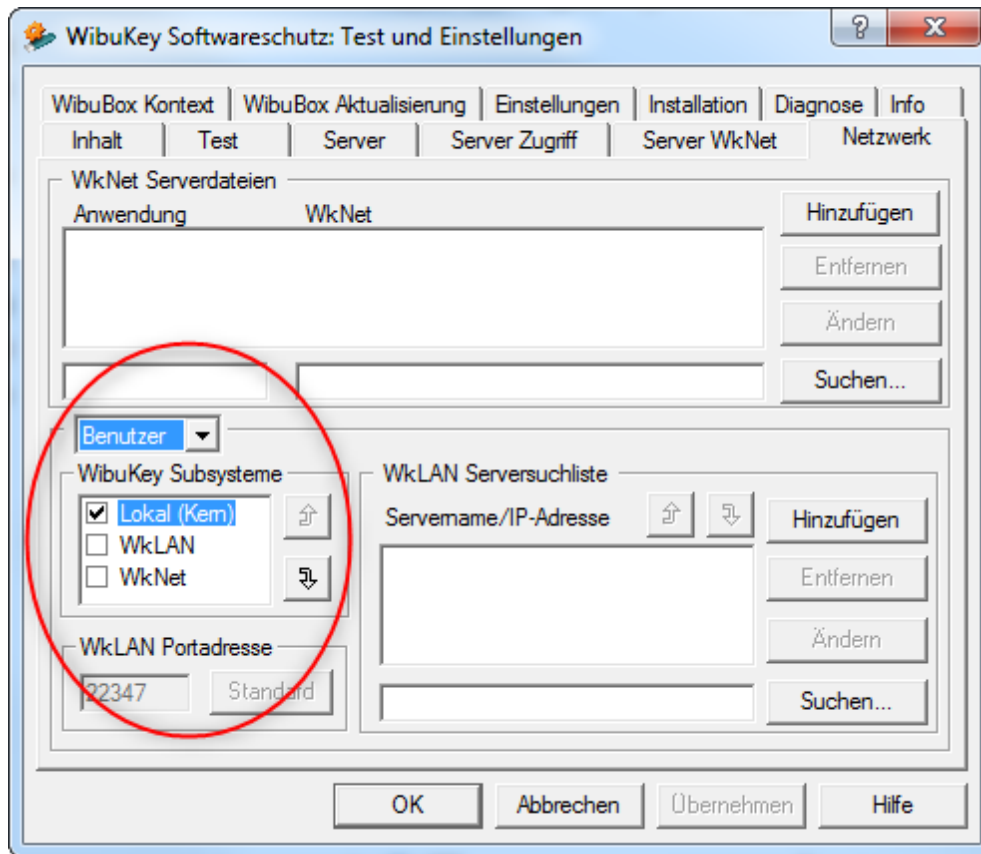 WibuKey Softwareschutz: Test und Einstellungen
WibuBox Kontext WibuBox Aktualisierung Einstellungen Installation Diagnose Info
Inhalt Test Server Server Zugriff Server WkNet Netzwerk
WkNet Serverdateien
Anwendung WkNet
Hinzufügen
Entfernen
Ändern
Suchen...
Benutzer
WibuKey Subsysteme
Lokal (Kern)
WkLAN
WkNet
WkLAN Portadresse
22347 Standard
WkLAN Serversuchliste
Servername/IP-Adresse
Hinzufügen
Entfernen
Ändern
Suchen...
OK Abbrechen Übernehmen Hilfe